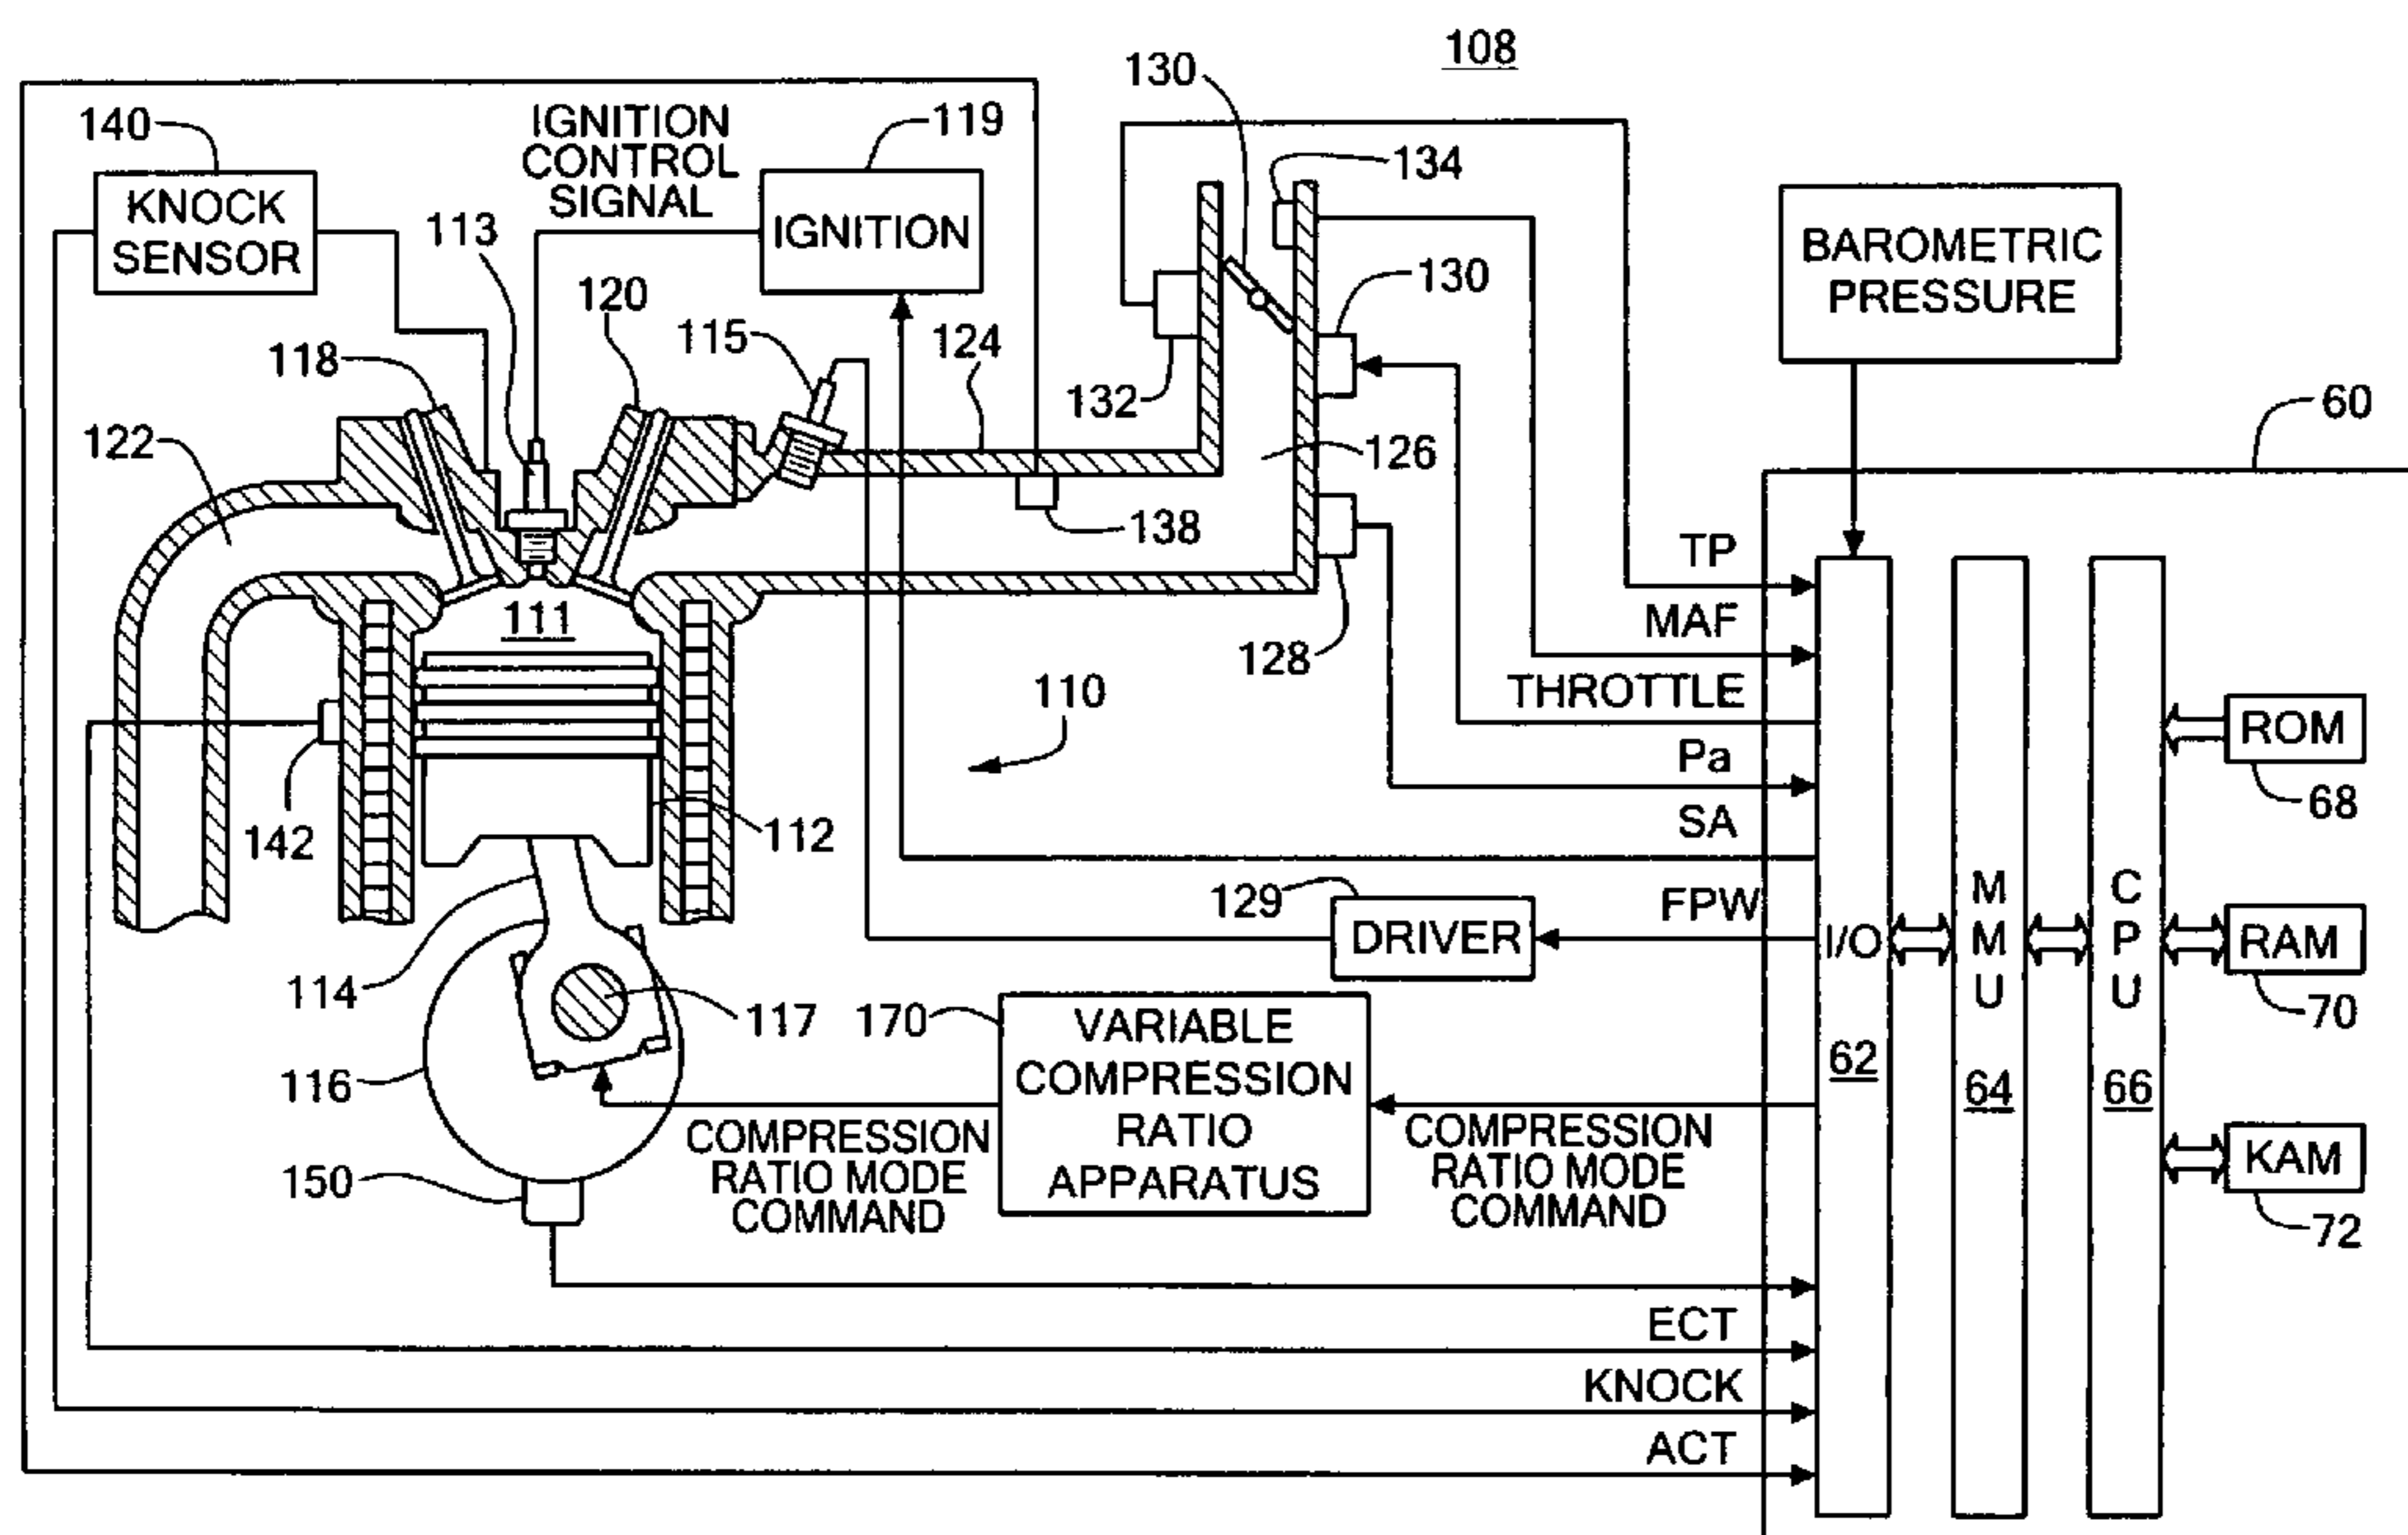 108
130
140
IGNITION
CONTROL
SIGNAL
119
134
KNOCK
SENSOR
113
IGNITION
BAROMETRIC
PRESSURE
130
120
115
124
118
132
60
122
126
138
TP
111
MAF
128
110
THROTTLE
ROM
Pa
68
142
112
SA
129
FPW
DRIVER
I/O
M
M
U
C
P
U
RAM
114
117
170
VARIABLE
COMPRESSION
RATIO
APPARATUS
70
62
64
66
116
COMPRESSION
RATIO MODE
COMMAND
COMPRESSION
RATIO MODE
COMMAND
KAM
150
72
ECT
KNOCK
ACT